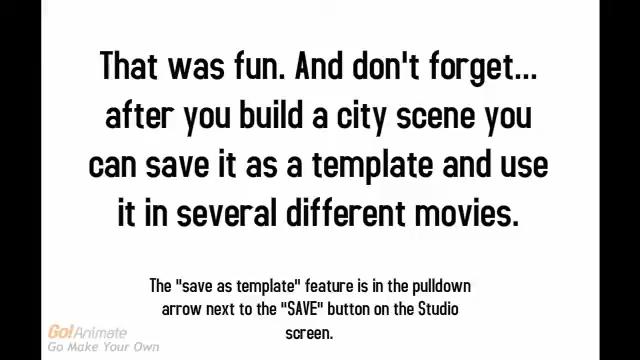 That was fun. And don't forget...
after you build a city scene you
can save it as a template and use
it in several different movies.
The "save as template" feature is in the pulldown
arrow next to the "SAVE" button on the Studio
screen.
Go!Animate
Go Make Your Own